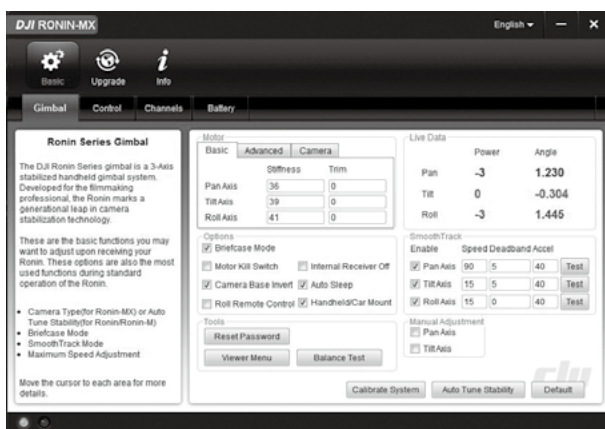 DJI RONIN-MX
English
Basic
Upgrade
Info
Gimbal
Control
Channels
Battery
Ronin Series Gimbal
The DJI Ronin Series gimbal is a 3-Axis
stabilized handheld gimbal system.
Developed for the filmmaking
professional, the Ronin marks a
generational leap in camera
stabilization technology.
These are the basic functions you may
want to adjust upon receiving your
Ronin. These options are also the most
used functions during standard
operation of the Ronin.
Camera Type(for Ronin-MX) or Auto
Tune Stability(for Ronin/Ronin-M)
Briefcase Mode
SmoothTrack Mode
Maximum Speed Adjustment
Move the cursor to each area for more
details.
Motor
Basic Advanced Camera
Stiffness Trim
Pan Axis 36 0
Tilt Axis 39 0
Roll Axis 41 0
Options
Briefcase Mode
Motor Kill Switch Internal Receiver Off
Camera Base Invert Auto Sleep
Roll Remote Control Handheld/Car Mount
Tools
Reset Password
Viewer Menu Balance Test
Live Data
Power Angle
Pan -3 1.230
Tilt 0 -0.304
Roll -3 1.445
SmoothTrack
Enable Speed Deadband Accel
Pan Axis 90 5 40 Test
Tilt Axis 15 5 40 Test
Roll Axis 15 0 40 Test
Manual Adjustment
Pan Axis
Tilt Axis
dji
Calibrate System Auto Tune Stability Default